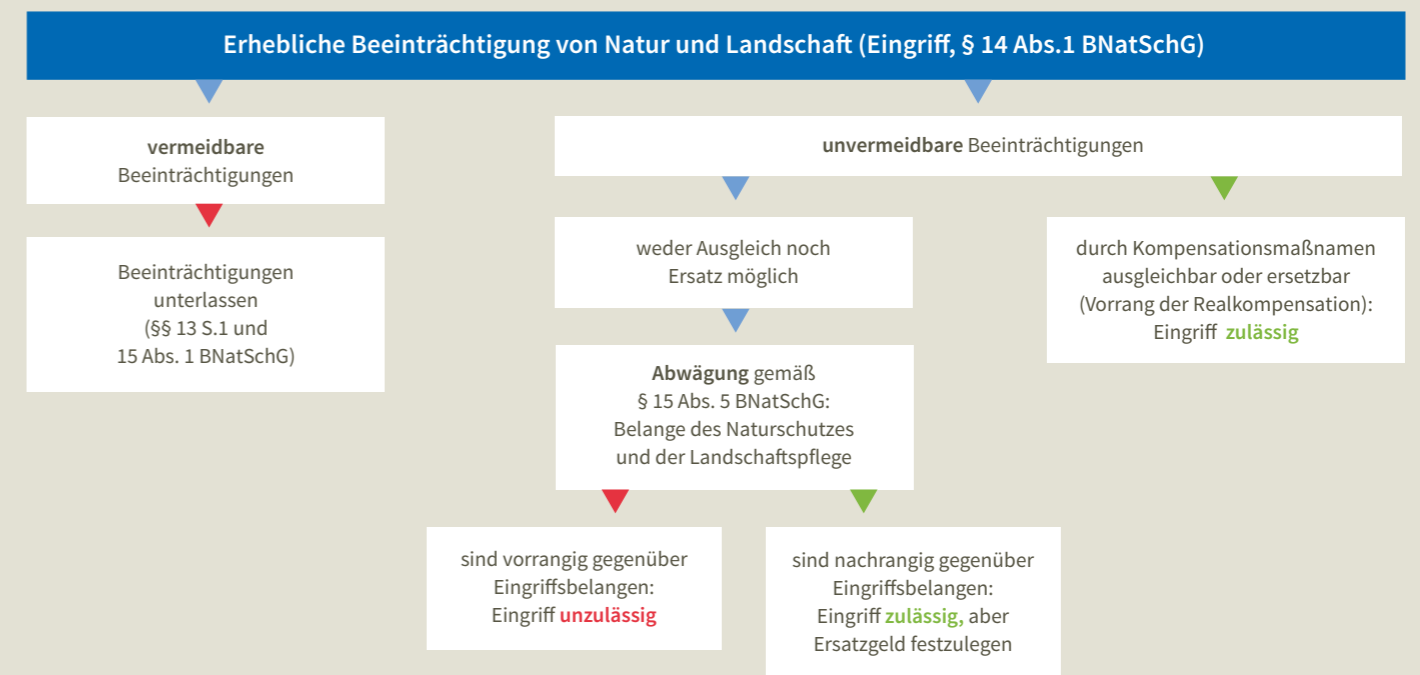 Erhebliche Beeinträchtigung von Natur und Landschaft (Eingriff, § 14 Abs.1 BNatSchG)
vermeidbare
Beeinträchtigungen
Beeinträchtigungen
unterlassen
(§§ 13 S.1 und
15 Abs. 1 BNatSchG)
unvermeidbare Beeinträchtigungen
weder Ausgleich noch
Ersatz möglich
Abwägung gemäß
§ 15 Abs. 5 BNatSchG:
Belange des Naturschutzes
und der Landschaftspflege
sind vorrangig gegenüber
Eingriffsbelangen:
Eingriff unzulässig
sind nachrangig gegenüber
Eingriffsbelangen:
Eingriff zulässig, aber
Ersatzgeld festzulegen
durch Kompensationsmaßnamen
ausgleichbar oder ersetzbar
(Vorrang der Realkompensation):
Eingriff zulässig